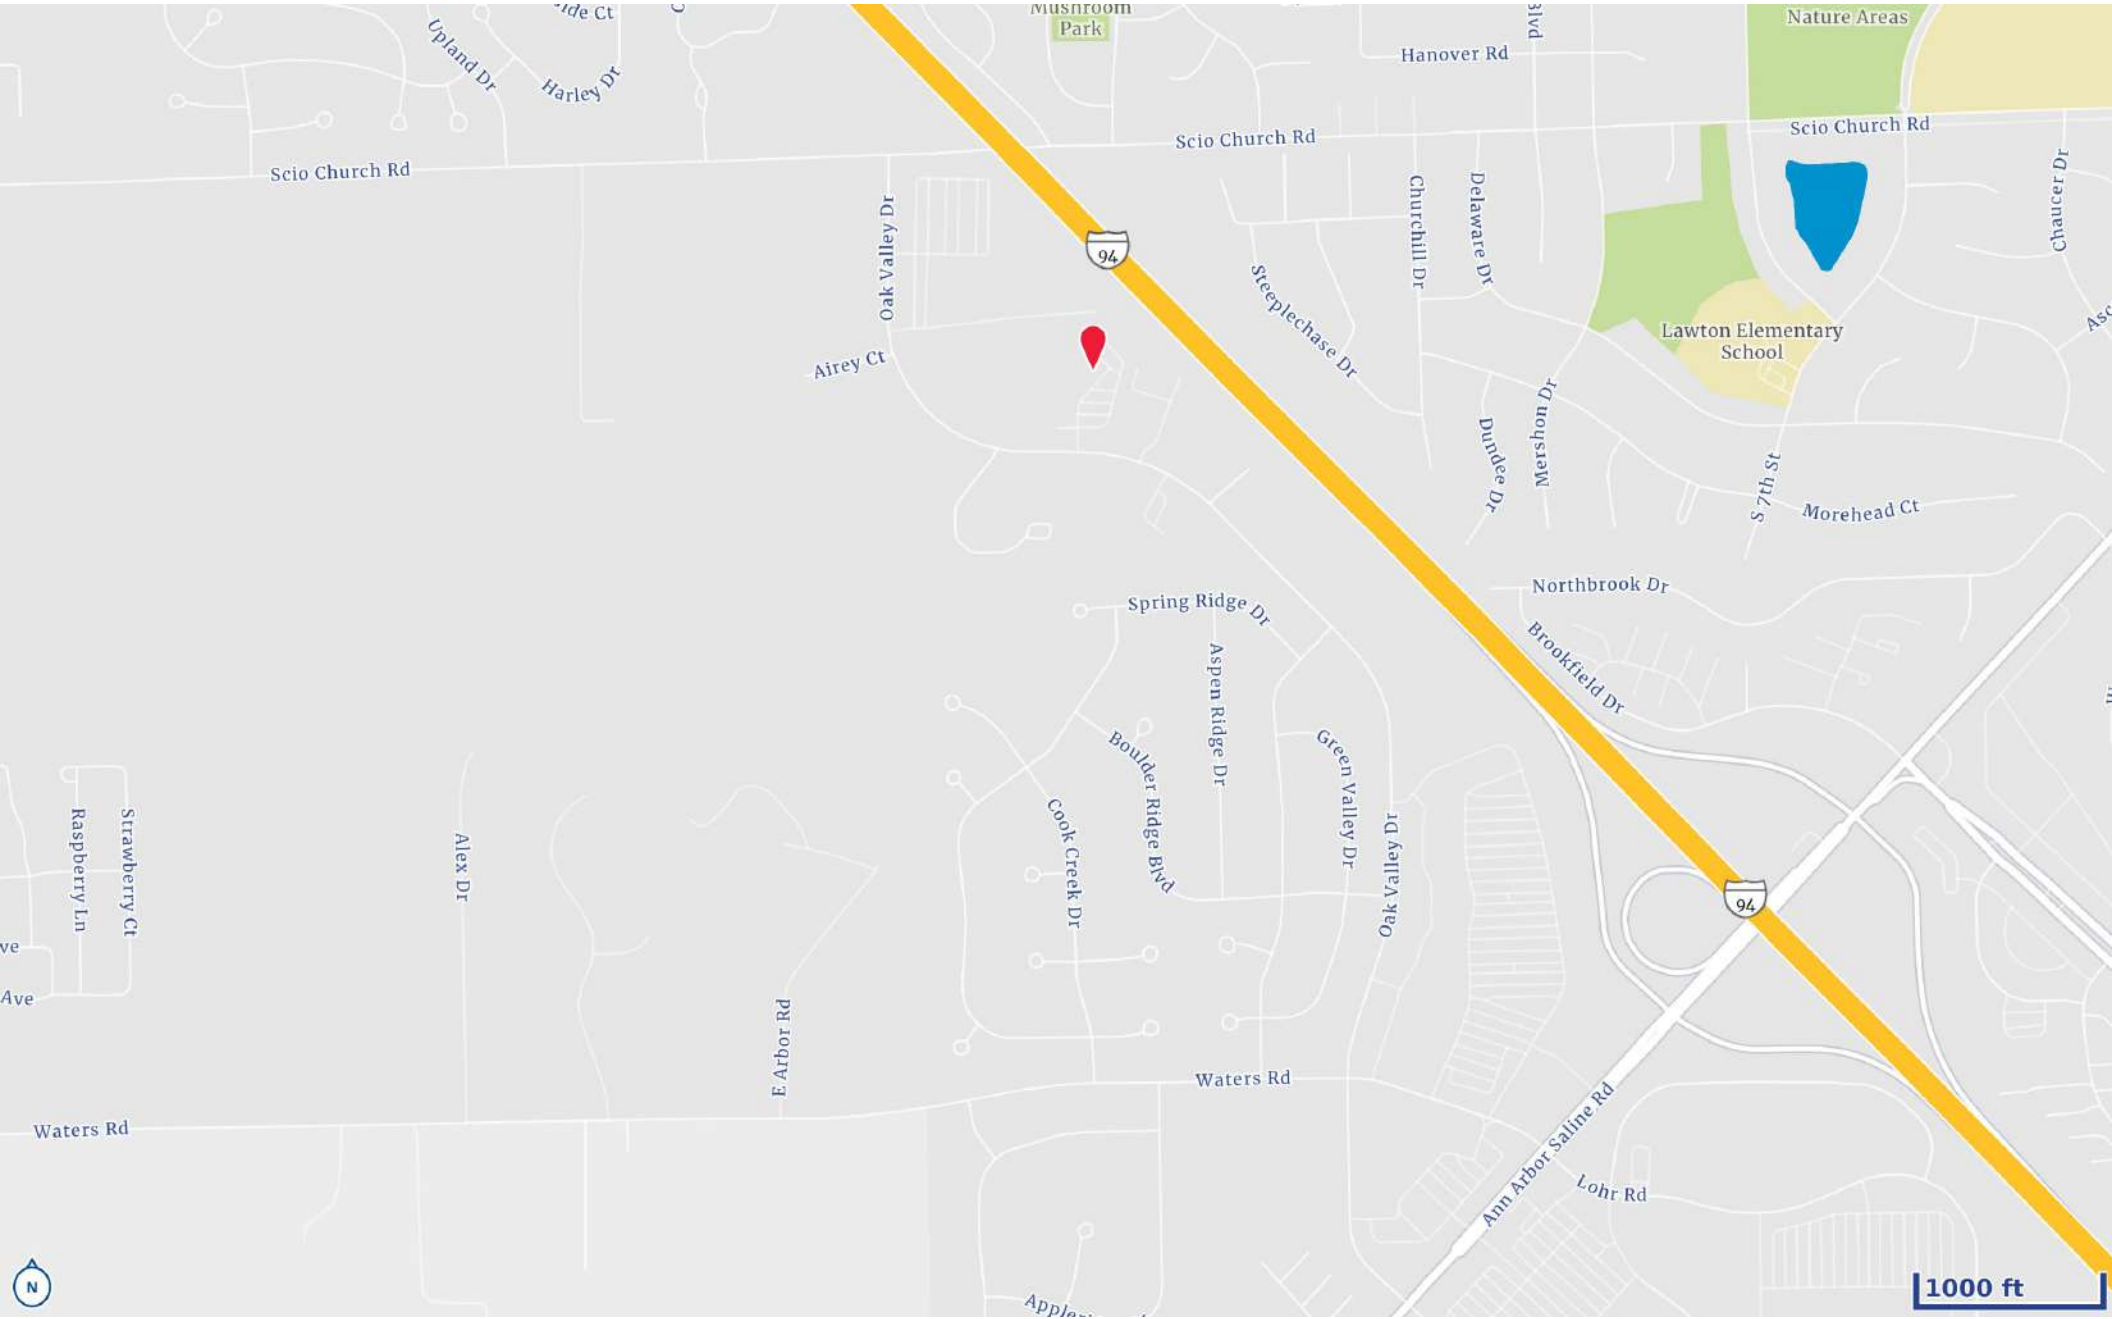 Mushroom
Park
Nature Areas
Blvd
Upland Dr
Harley Dr
Hanover Rd
Scio Church Rd
Scio Church Rd
Scio Church Rd
Oak Valley Dr
Churchill Dr
Delaware Dr
Chaucer Dr
94
Steeplechase Dr
Airey Ct
Lawton Elementary
School
Mershon Dr
Dundee Dr
S 7th St
Morehead Ct
Northbrook Dr
Spring Ridge Dr
Brookfield Dr
Aspen Ridge Dr
Boulder Ridge Blvd
Green Valley Dr
Cook Creek Dr
Oak Valley Dr
Raspberry Ln
Strawberry Ct
Alex Dr
94
Ave
E Arbor Rd
Waters Rd
Waters Rd
Ann Arbor Saline Rd
Lohr Rd
N
1000 ft